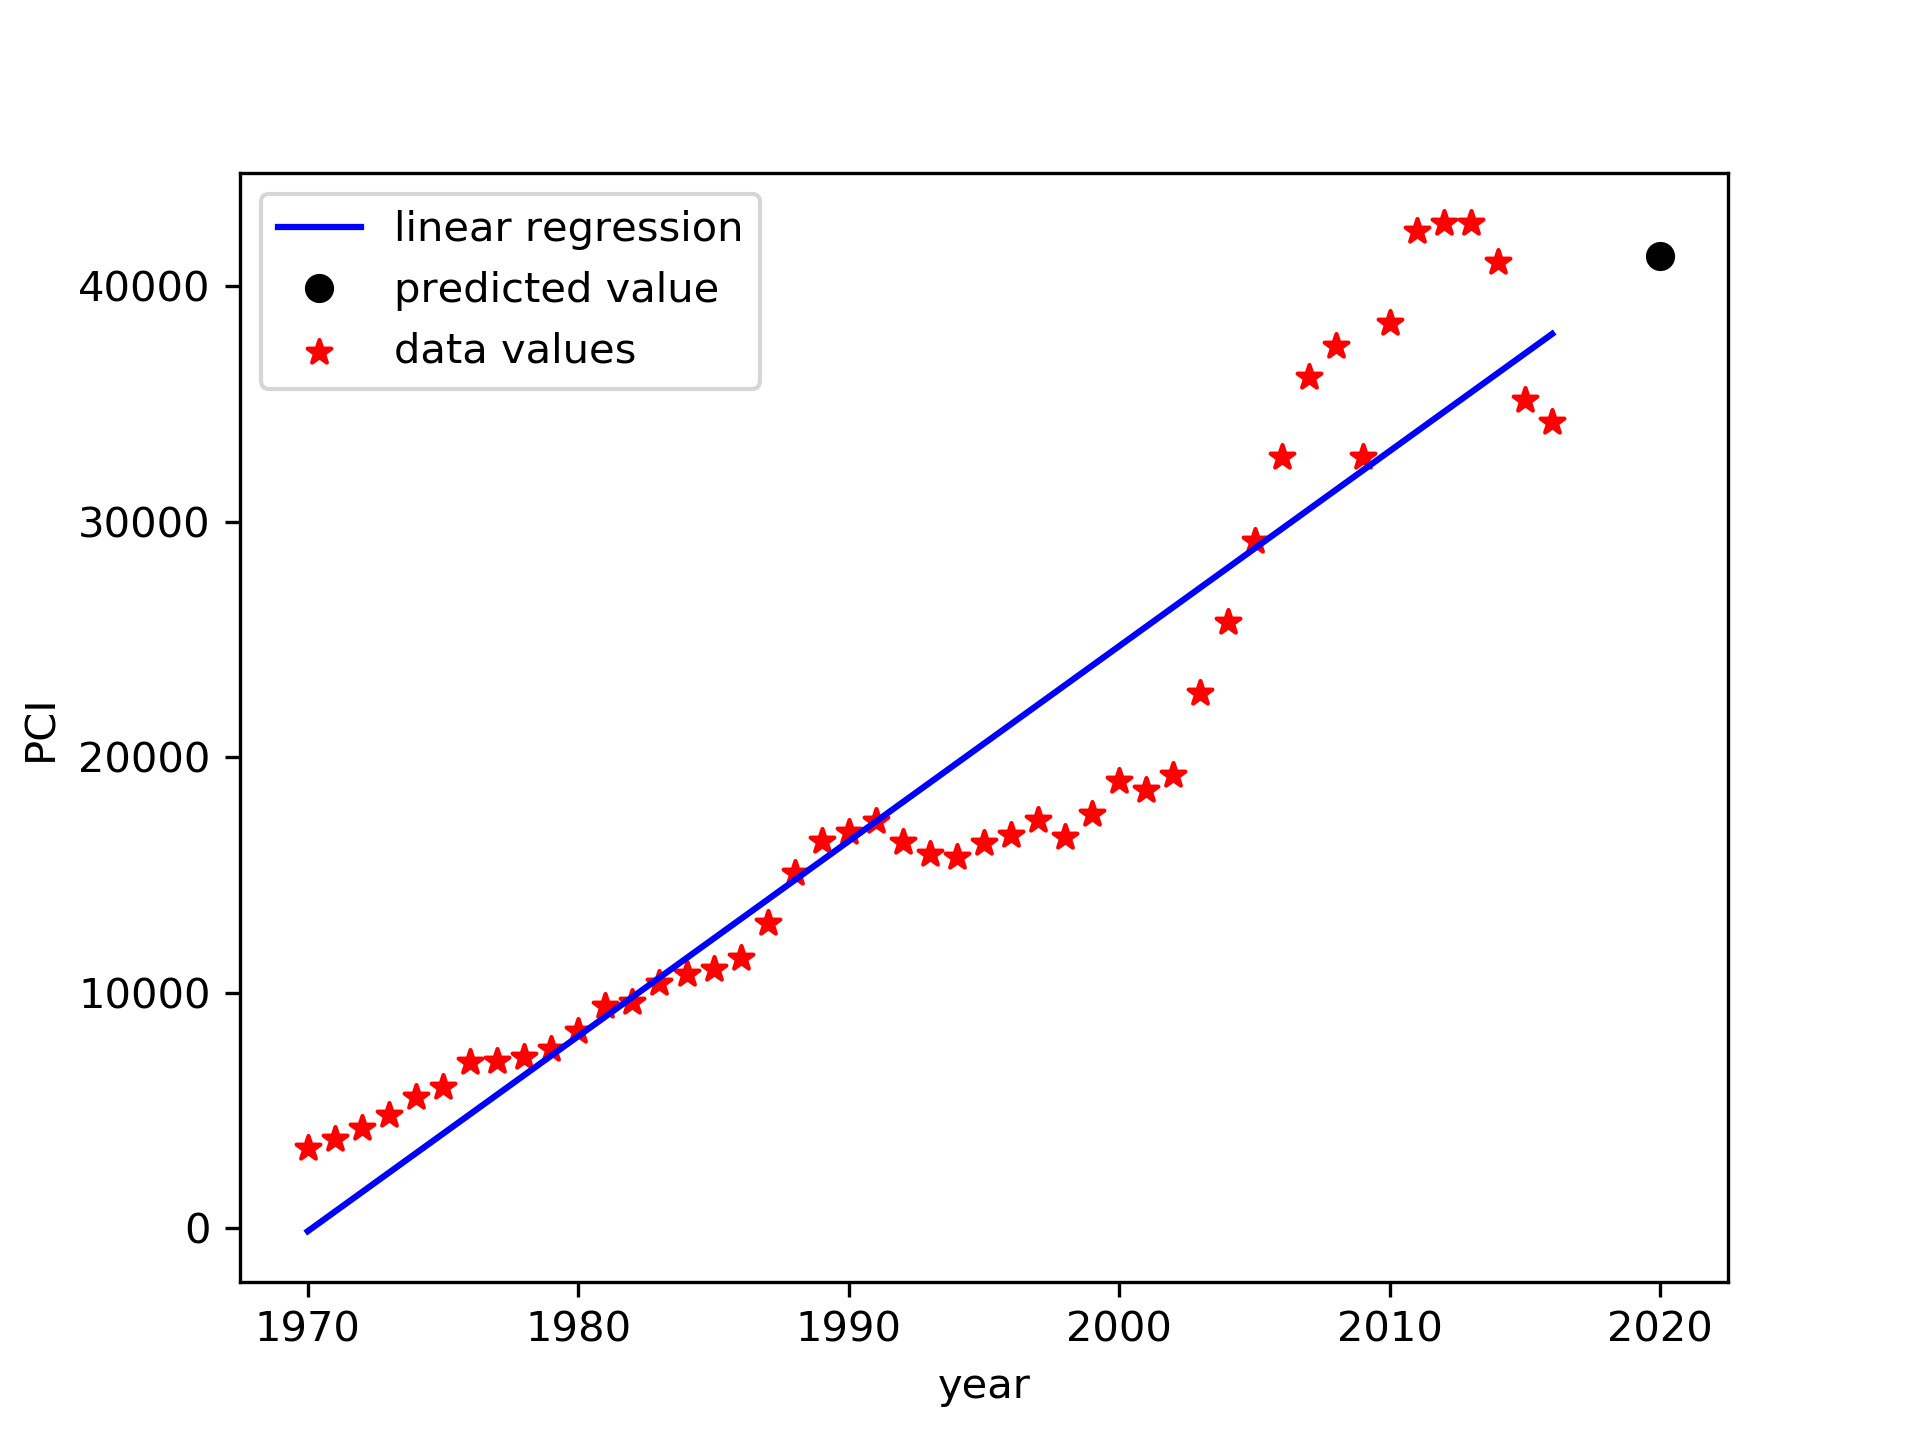 linear regression
predicted value
data values
40000
30000
20000
10000
0
PCI
1970 1980 1990 2000 2010 2020
year